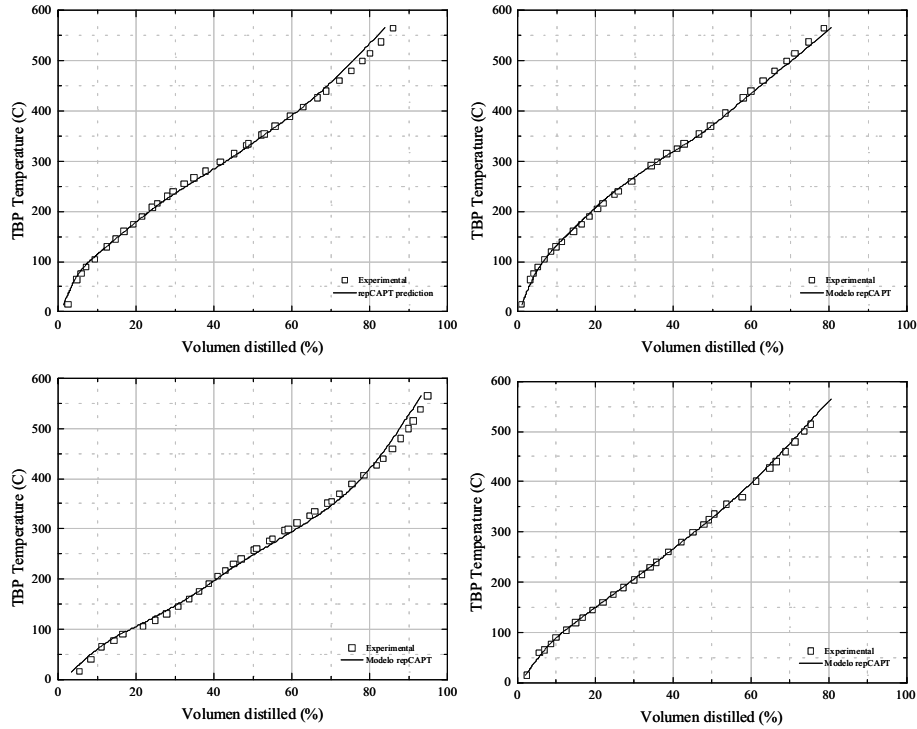 600
500
400
300
200
100
0
TBP Temperature (C)
Experimental
repCAPT prediction
0 20 40 60 80 100
Volumen distilled (%)
600
500
400
300
200
100
0
TBP Temperature (C)
Experimental
Modelo repCAPT
0 20 40 60 80 100
Volumen distilled (%)
600
500
400
300
200
100
0
TBP Temperature (C)
Experimental
Modelo repCAPT
0 20 40 60 80 100
Volumen distilled (%)
600
500
400
300
200
100
0
TBP Temperature (C)
Experimental
Modelo repCAPT
0 20 40 60 80 100
Volumen distilled (%)